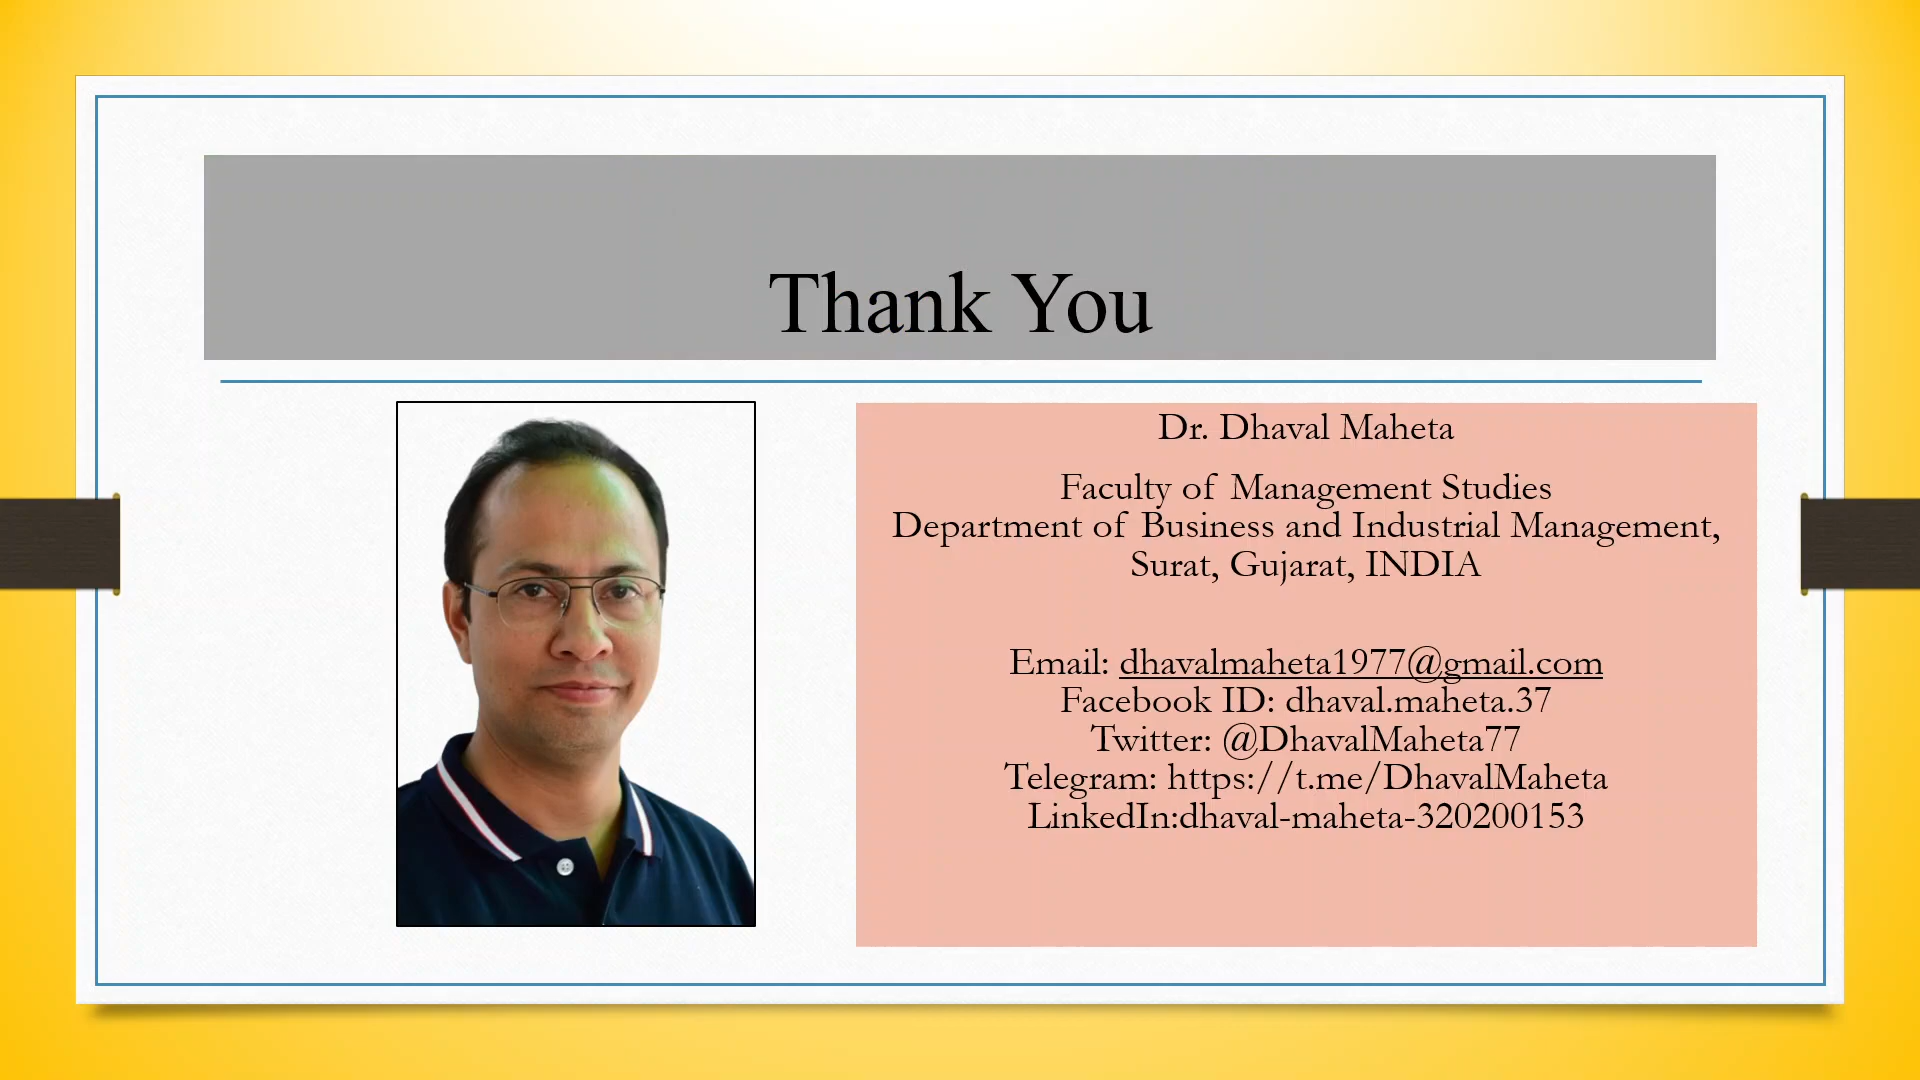 Thank You
Dr. Dhaval Maheta
Faculty of Management Studies
Department of Business and Industrial Management,
Surat, Gujarat, INDIA
Email: dhavalmaheta1977@gmail.com
Facebook ID: dhaval.maheta.37
Twitter: @DhavalMaheta77
Telegram: https://t.me/DhavalMaheta
LinkedIn:dhaval-maheta-320200153